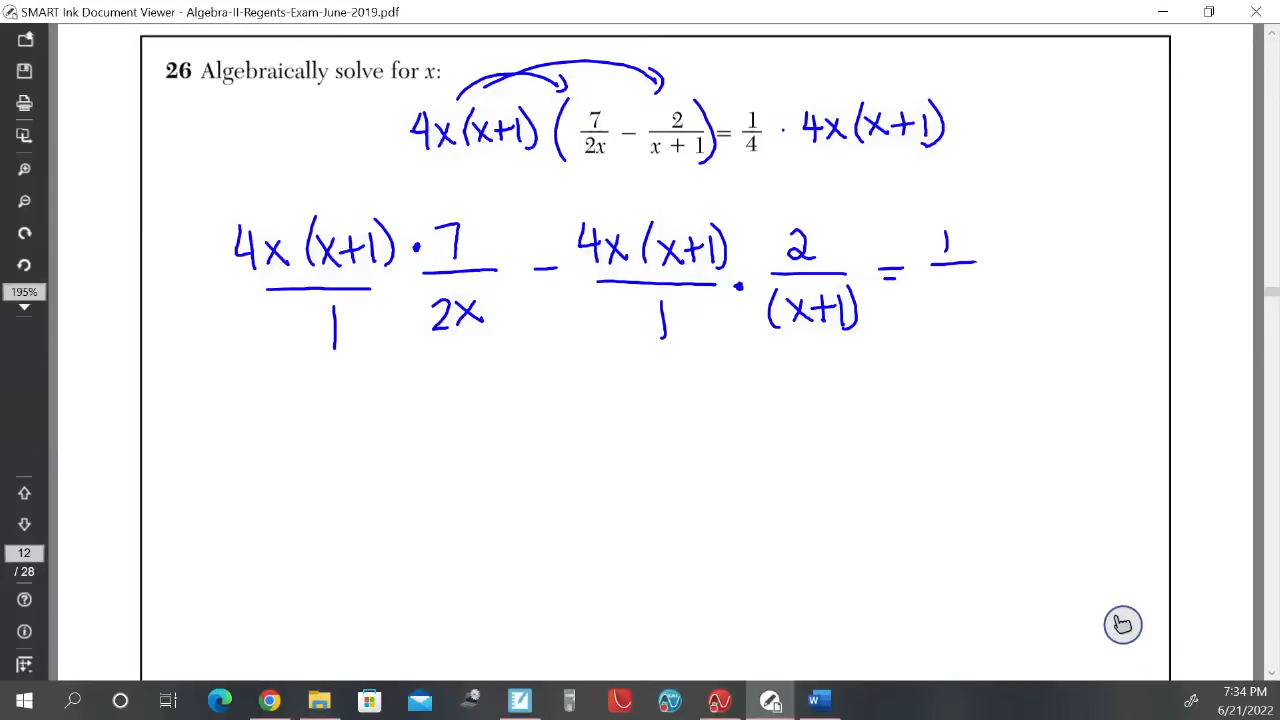 SMART Ink Document Viewer - Algebra-II-Regents-Exam-June-2019.pdf
26 Algebraically solve for x:
4x(x+1) ( 7/2x − 2/(x + 1) ) = 1/4 · 4x(x+1)
4x(x+1)/1 · 7/2x − 4x(x+1)/1 · 2/(x+1) = 1/
195%
12
/ 28
7:34 PM
6/21/2022